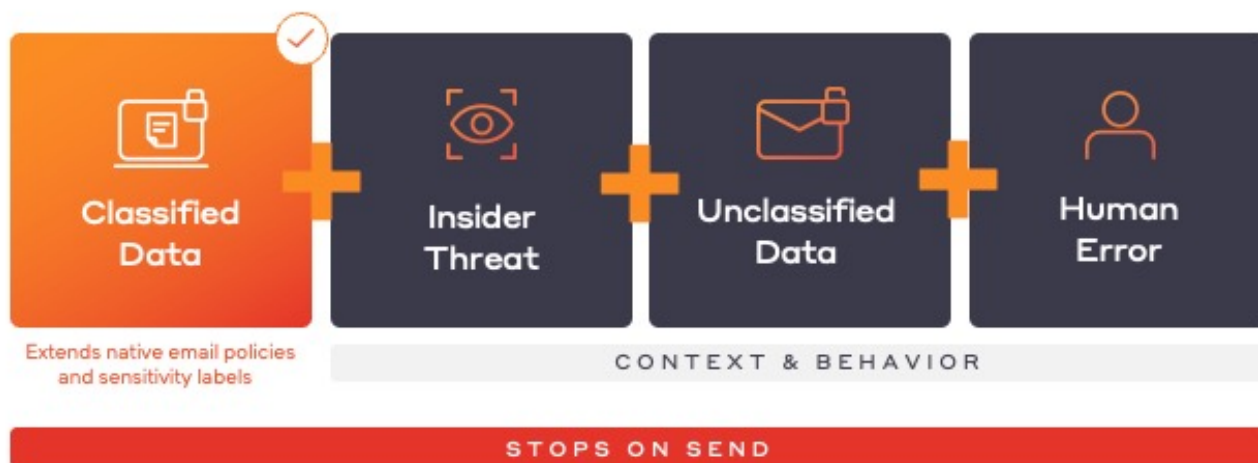 Classified
Data
Insider
Threat
Unclassified
Data
Human
Error
Extends native email policies
and sensitivity labels
CONTEXT & BEHAVIOR
STOPS ON SEND